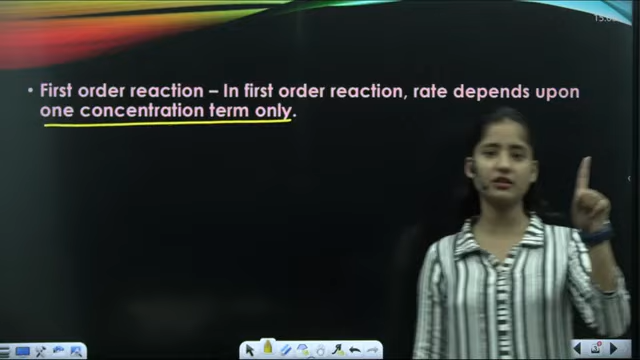 • First order reaction – In first order reaction, rate depends upon
one concentration term only.